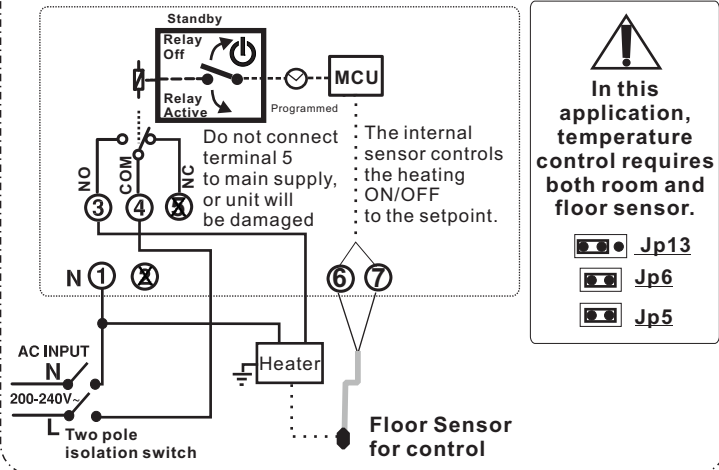 Standby
Relay
Off
Relay
Active
Programmed
MCU
NO
COM
NC
3
4
5
Do not connect
terminal 5
to main supply,
or unit will
be damaged
The internal
sensor controls
the heating
ON/OFF
to the setpoint.
N 1
2
6
7
AC INPUT
N
200-240V~
L
Two pole
isolation switch
Heater
Floor Sensor
for control
In this
application,
temperature
control requires
both room and
floor sensor.
Jp13
Jp6
Jp5